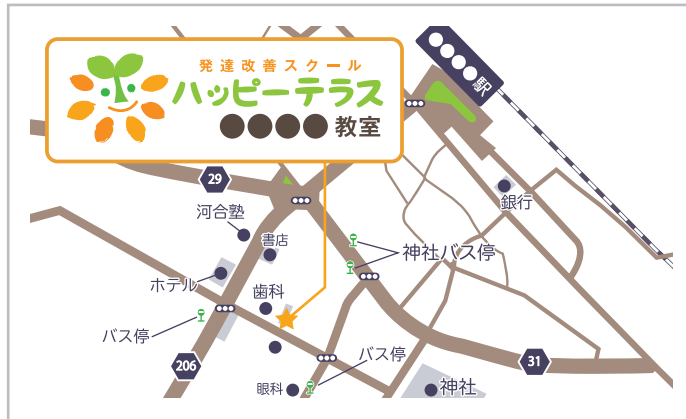 発達改善スクール
ハッピーテラス
●●●●教室
●●●●駅
29
河合塾
書店
銀行
神社バス停
ホテル
歯科
バス停
206
眼科
バス停
31
神社